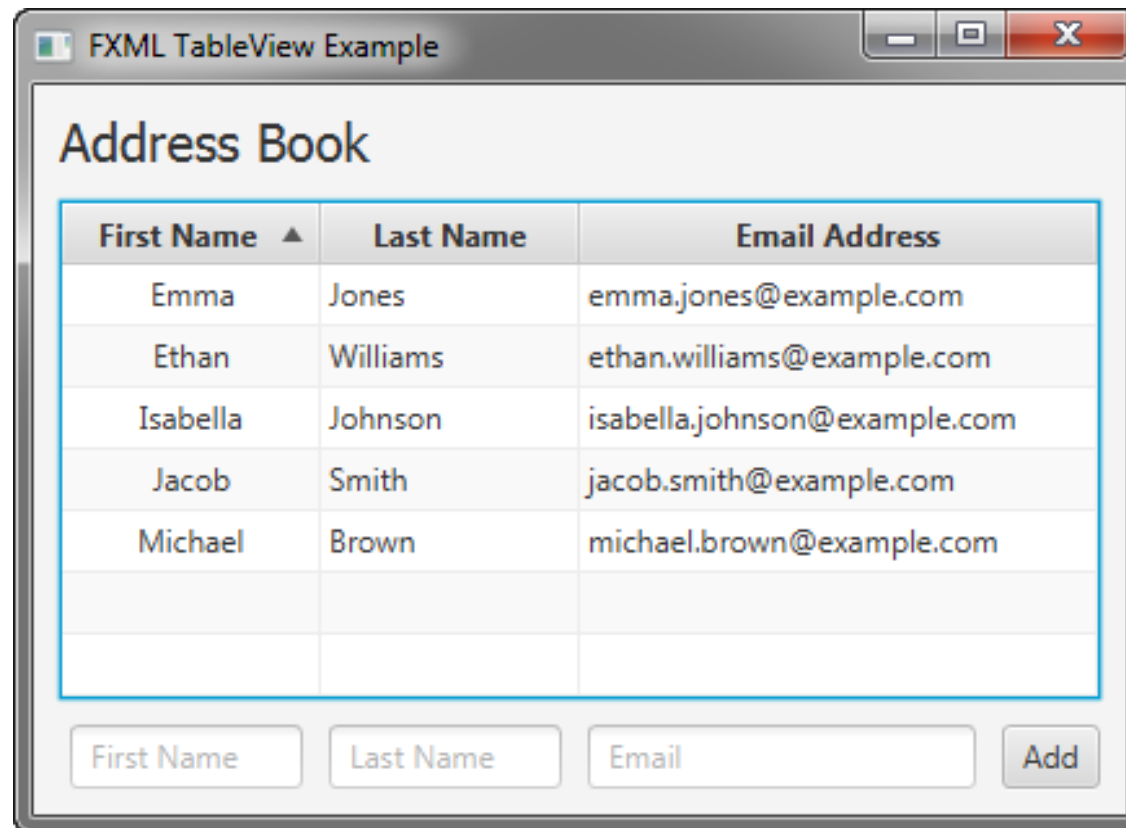 FXML TableView Example
Address Book
First Name ▲ Last Name Email Address
Emma Jones emma.jones@example.com
Ethan Williams ethan.williams@example.com
Isabella Johnson isabella.johnson@example.com
Jacob Smith jacob.smith@example.com
Michael Brown michael.brown@example.com
First Name Last Name Email Add